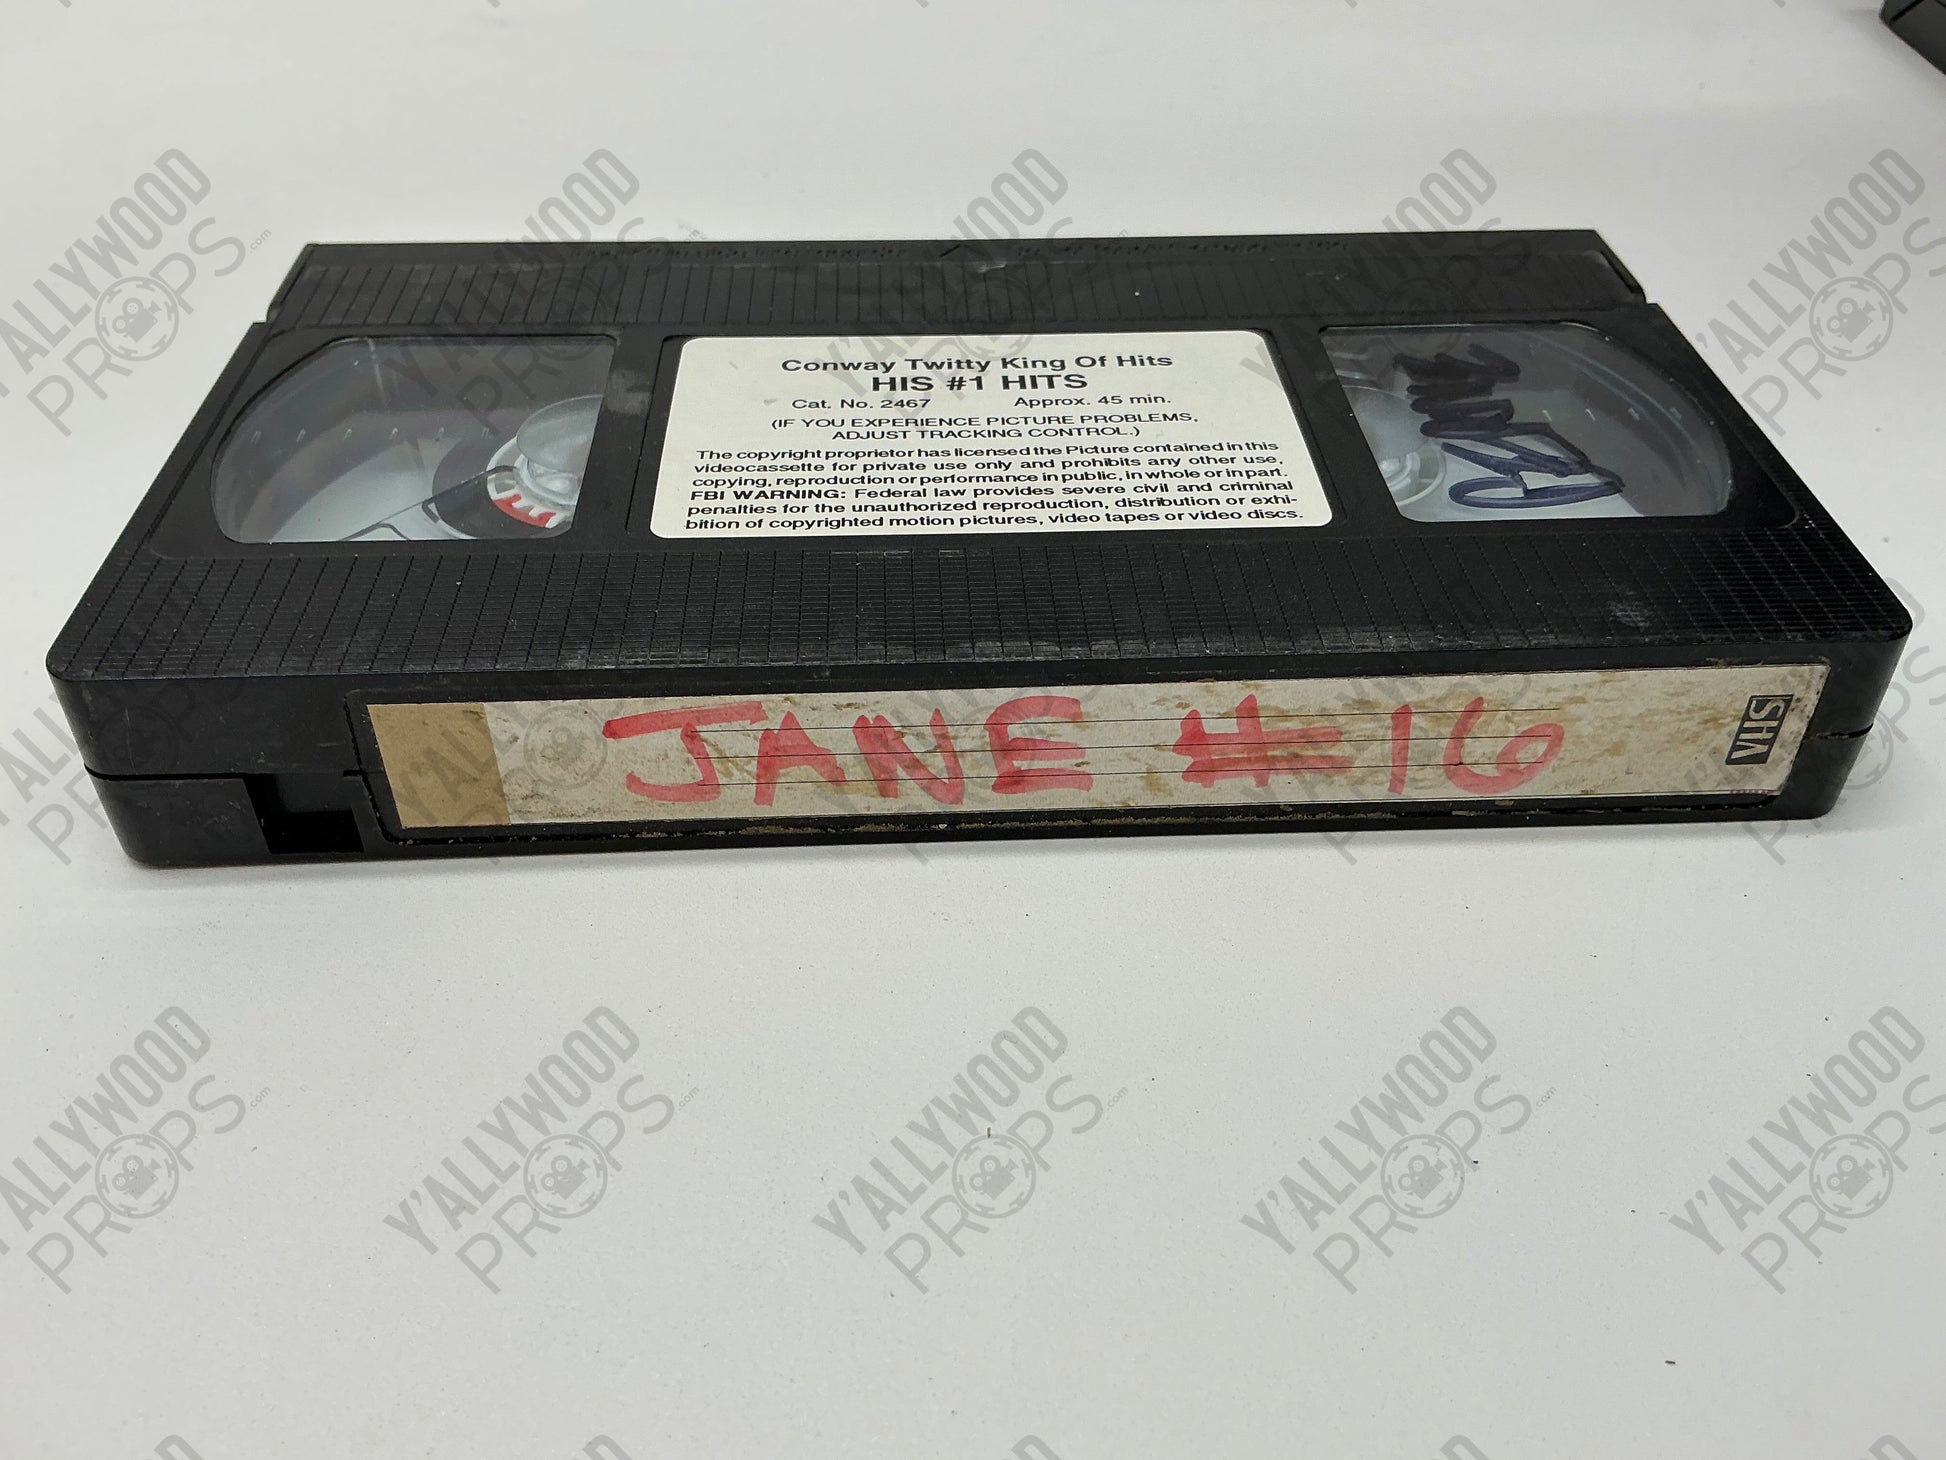 Conway Twitty King Of Hits
HIS #1 HITS
Cat. No. 2467 Approx. 45 min.
(IF YOU EXPERIENCE PICTURE PROBLEMS,
ADJUST TRACKING CONTROL.)
The copyright proprietor has licensed the Picture contained in this
videocassette for private use only and prohibits any other use,
copying, reproduction or performance in public, in whole or in part.
FBI WARNING: Federal law provides severe civil and criminal
penalties for the unauthorized reproduction, distribution or exhi-
bition of copyrighted motion pictures, video tapes or video discs.
JANE #16
VHS
Y'ALLYWOOD
PROPS.com